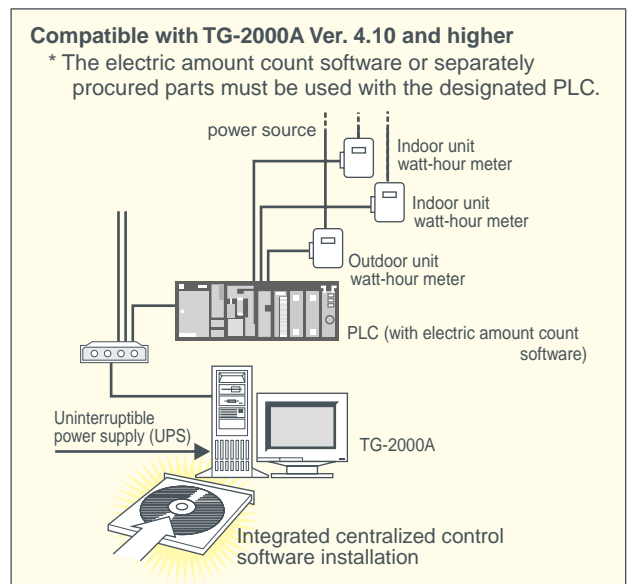 Compatible with TG-2000A Ver. 4.10 and higher
* The electric amount count software or separately
procured parts must be used with the designated PLC.
power source
Indoor unit
watt-hour meter
Indoor unit
watt-hour meter
Outdoor unit
watt-hour meter
PLC (with electric amount count
software)
Uninterruptible
power supply (UPS)
TG-2000A
Integrated centralized control
software installation